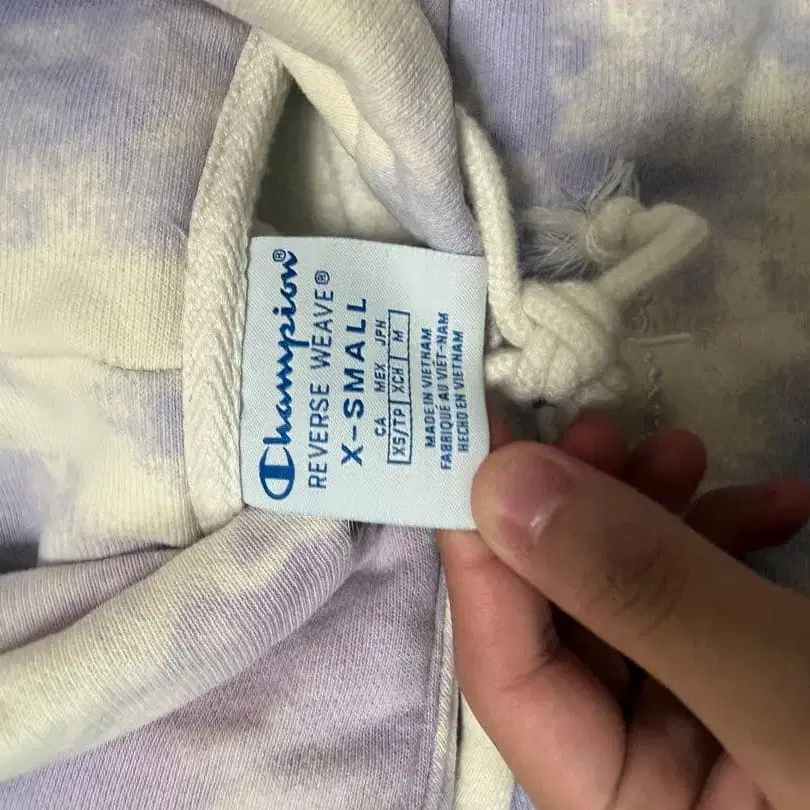 Champion®
REVERSE WEAVE®
X-SMALL
CA MEX JPN
XS/TP XCH M
MADE IN VIETNAM
FABRIQUÉ AU VIET-NAM
HECHO EN VIETNAM